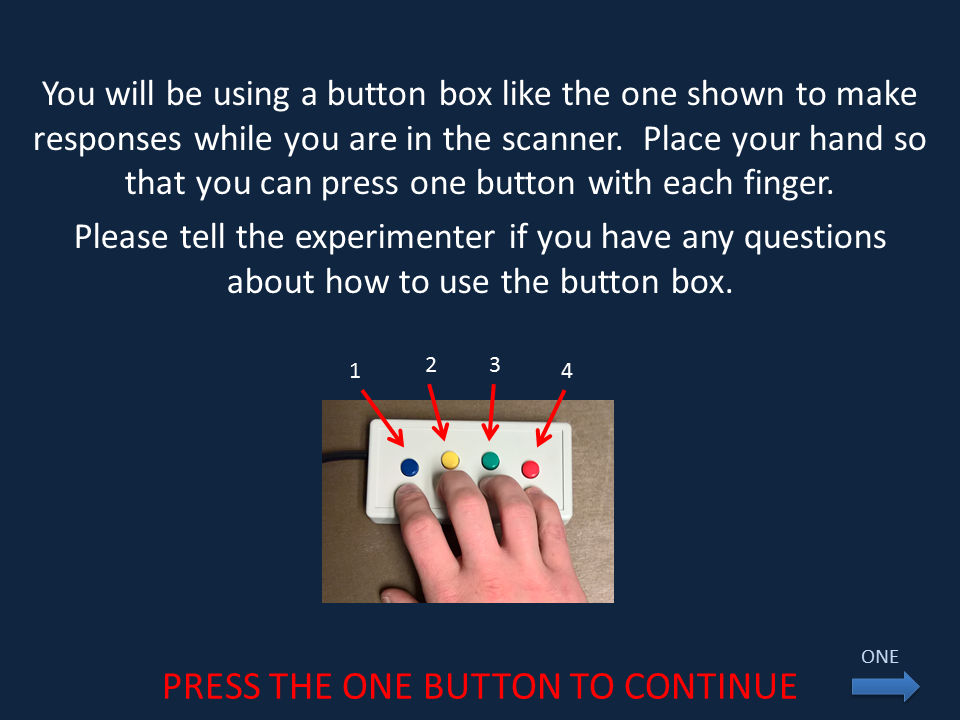 You will be using a button box like the one shown to make
responses while you are in the scanner.  Place your hand so
that you can press one button with each finger.
Please tell the experimenter if you have any questions
about how to use the button box.
1 2 3 4
ONE
PRESS THE ONE BUTTON TO CONTINUE